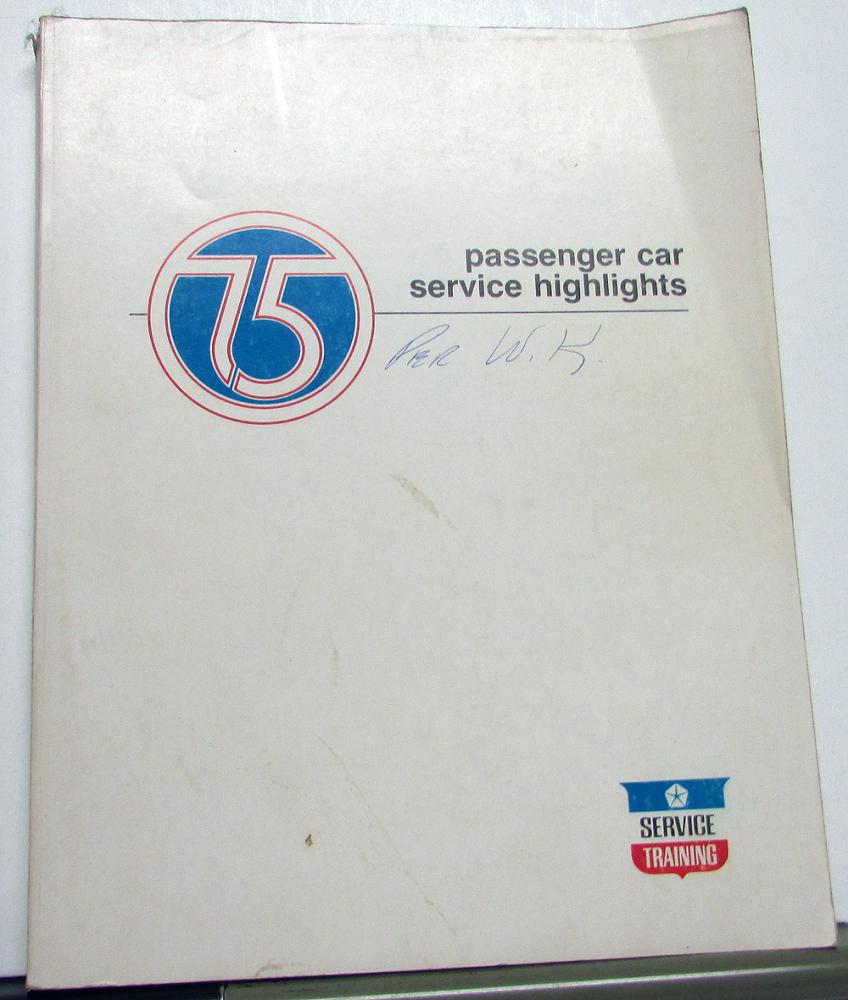 75
passenger car
service highlights
PER W.K.
SERVICE
TRAINING